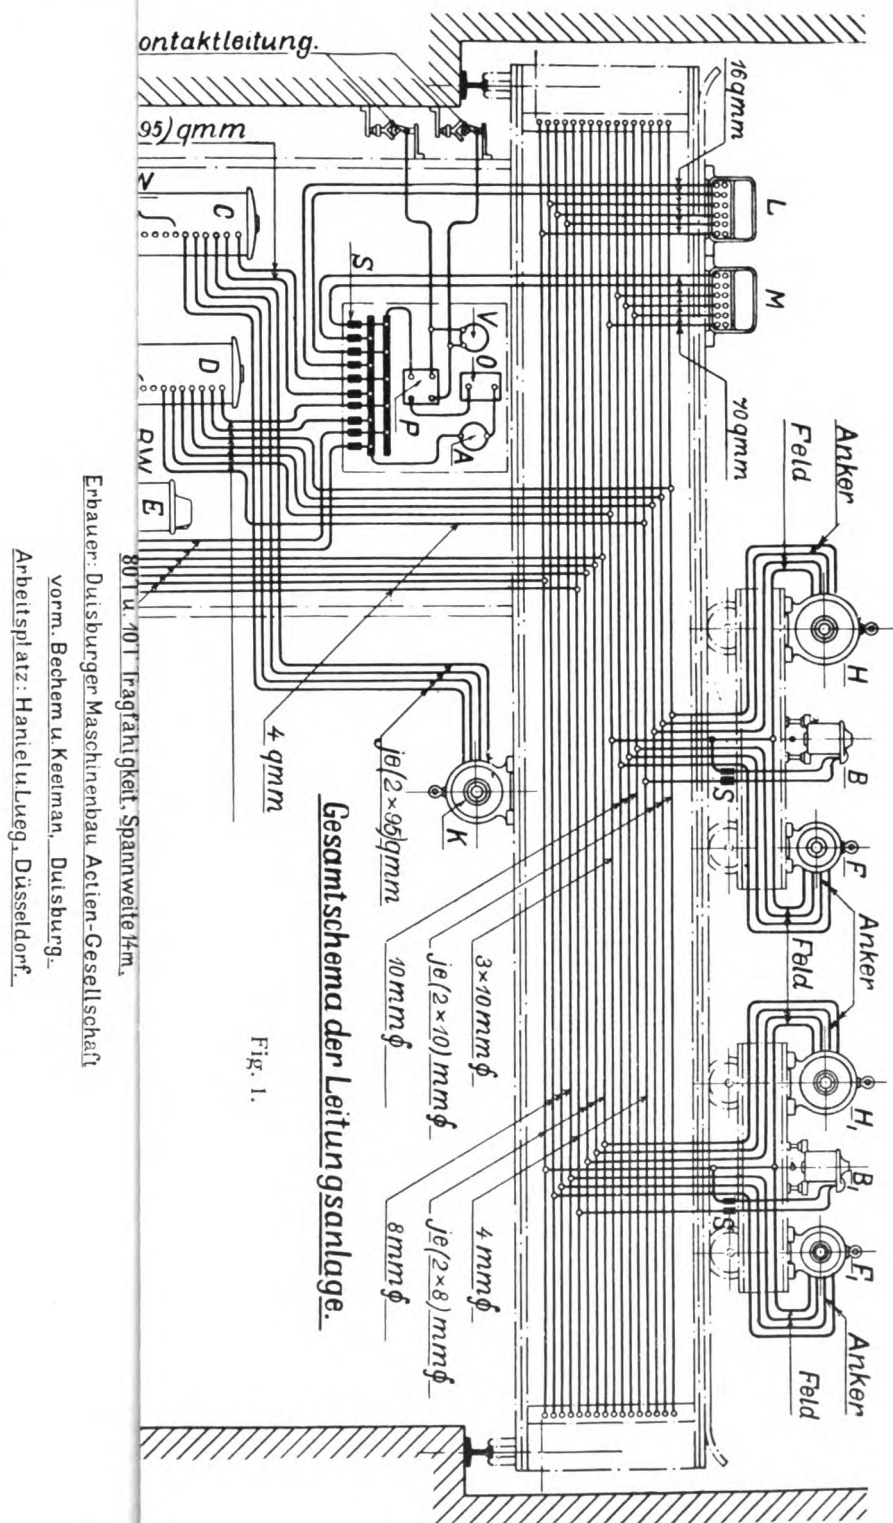 ontaktleitung.
95) qmm
16 qmm
L
M
10 qmm
C
D
E
S
V
O
P
A
Anker
Feld
H
B
S
F
Anker
Feld
H₁
B₁
S
F₁
Anker
Feld
K
4 qmm
je (2×95) qmm
3×10 mm ϕ
je (2×10) mm ϕ
10 mm ϕ
4 mm ϕ
je (2×8) mm ϕ
8 mm ϕ
Gesamtschema der Leitungsanlage.
Fig. 1.
80 T u. 10 T Tragfähigkeit, Spannweite 14 m.
Erbauer: Duisburger Maschinenbau Actien-Gesellschaft
vorm. Bechem u. Keetman, Duisburg.
Arbeitsplatz: Haniel u. Lueg, Düsseldorf.